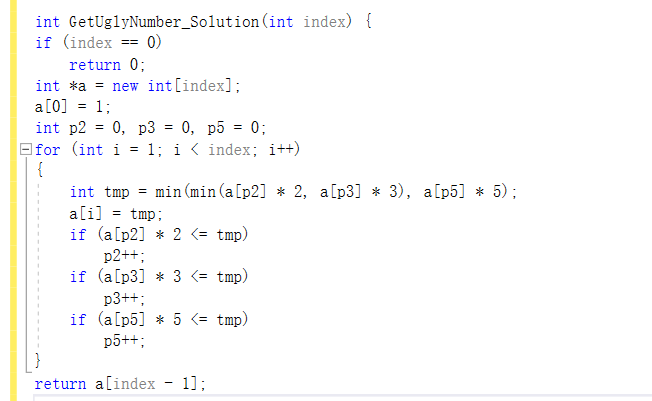 int GetUglyNumber_Solution(int index) {
if (index == 0)
    return 0;
int *a = new int[index];
a[0] = 1;
int p2 = 0, p3 = 0, p5 = 0;
for (int i = 1; i < index; i++)
{
    int tmp = min(min(a[p2] * 2, a[p3] * 3), a[p5] * 5);
    a[i] = tmp;
    if (a[p2] * 2 <= tmp)
        p2++;
    if (a[p3] * 3 <= tmp)
        p3++;
    if (a[p5] * 5 <= tmp)
        p5++;
}
return a[index - 1];